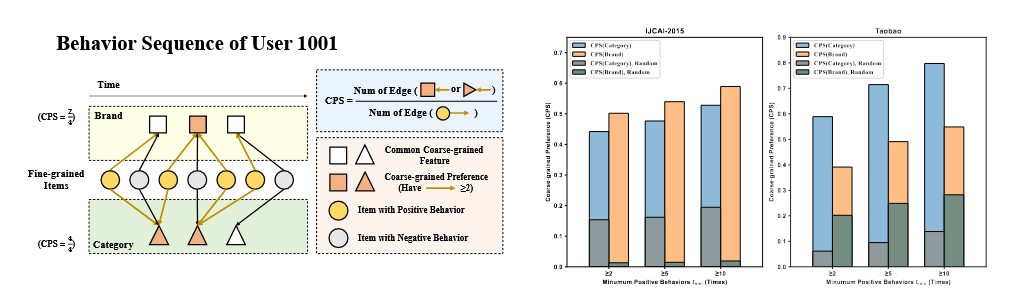 Behavior Sequence of User 1001
Time
(CPS = 2/4)
Brand
Fine-grained
Items
(CPS = 4/4)
Category
CPS =
Num of Edge ( or )
Num of Edge ( )
Common Coarse-grained
Feature
Coarse-grained Preference
(Have ≥2)
Item with Positive Behavior
Item with Negative Behavior
IJCAI-2015
CPS(Category)
CPS(Brand)
CPS(Category), Random
CPS(Brand), Random
Coarse-grained Preference (CPS)
0.7
0.6
0.5
0.4
0.3
0.2
0.1
0.0
≥2 ≥5 ≥10
Minumum Positive Behaviors (Times)
Taobao
CPS(Category)
CPS(Brand)
CPS(Category), Random
CPS(Brand), Random
Coarse-grained Preference (CPS)
0.9
0.8
0.7
0.6
0.5
0.4
0.3
0.2
0.1
0.0
≥2 ≥5 ≥10
Minumum Positive Behaviors (Times)